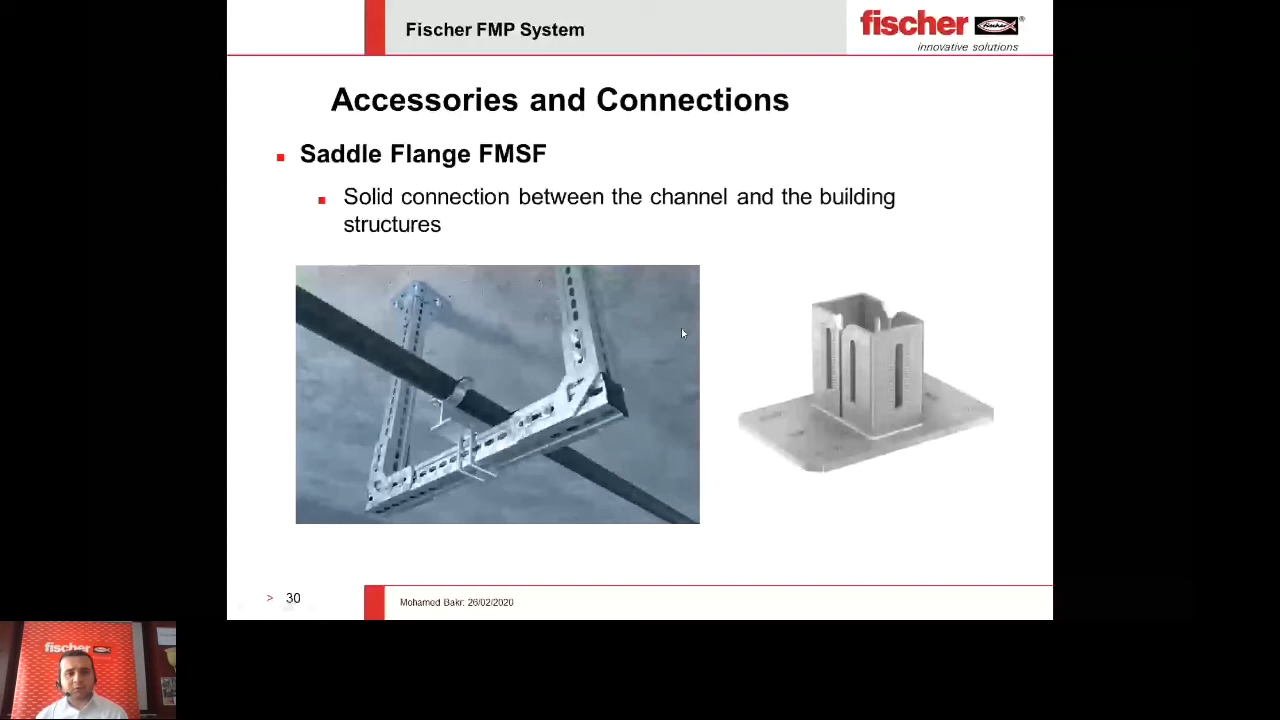 Fischer FMP System
fischer
fischer
®
innovative solutions
Accessories and Connections
Saddle Flange FMSF
Solid connection between the channel and the building
structures
> 30
Mohamed Bakr: 26/02/2020
fischer